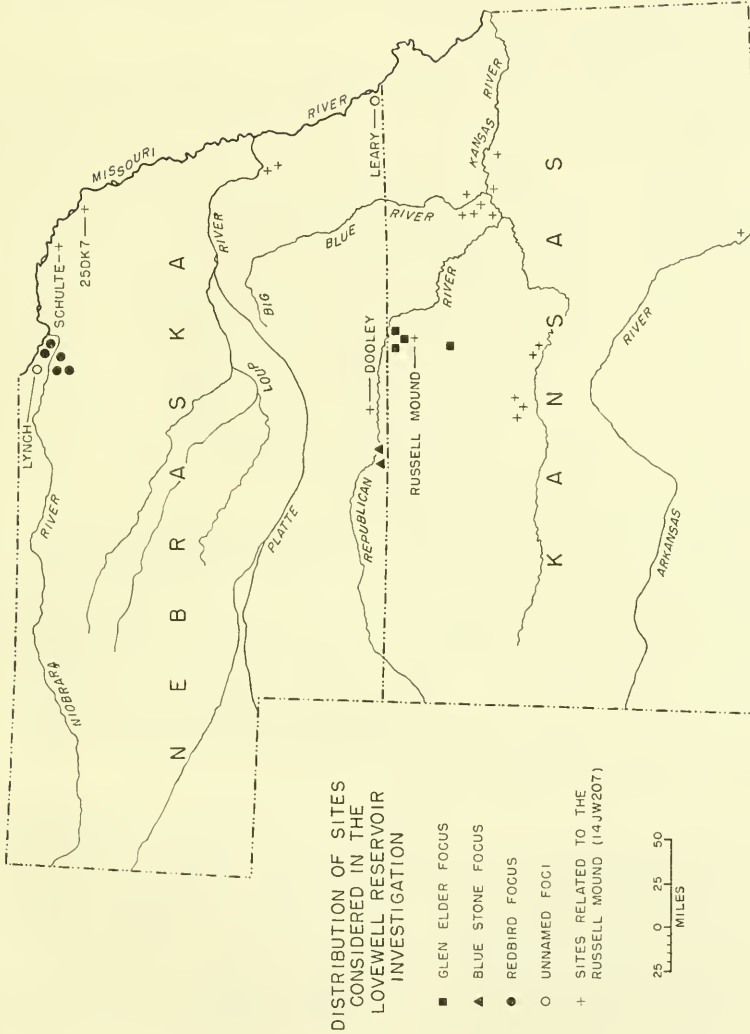 DISTRIBUTION OF SITES
CONSIDERED IN THE
LOVEWELL RESERVOIR
INVESTIGATION
■ GLEN ELDER FOCUS
▲ BLUE STONE FOCUS
● REDBIRD FOCUS
○ UNNAMED FOCI
+ SITES RELATED TO THE
RUSSELL MOUND (14JW207)
25 0 25 50
MILES
NEBRASKA
KANSAS
NIOBRARA
RIVER
LYNCH
SCHULTE
25DK7
MISSOURI
RIVER
PLATTE
LOUP
RIVER
BIG
BLUE
RIVER
LEARY
REPUBLICAN
DOOLEY
RIVER
RUSSELL MOUND
KANSAS
RIVER
ARKANSAS
RIVER